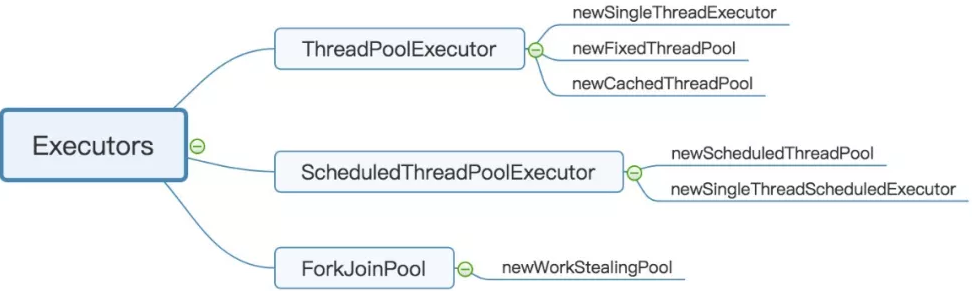 Executors
ThreadPoolExecutor
newSingleThreadExecutor
newFixedThreadPool
newCachedThreadPool
ScheduledThreadPoolExecutor
newScheduledThreadPool
newSingleThreadScheduledExecutor
ForkJoinPool
newWorkStealingPool